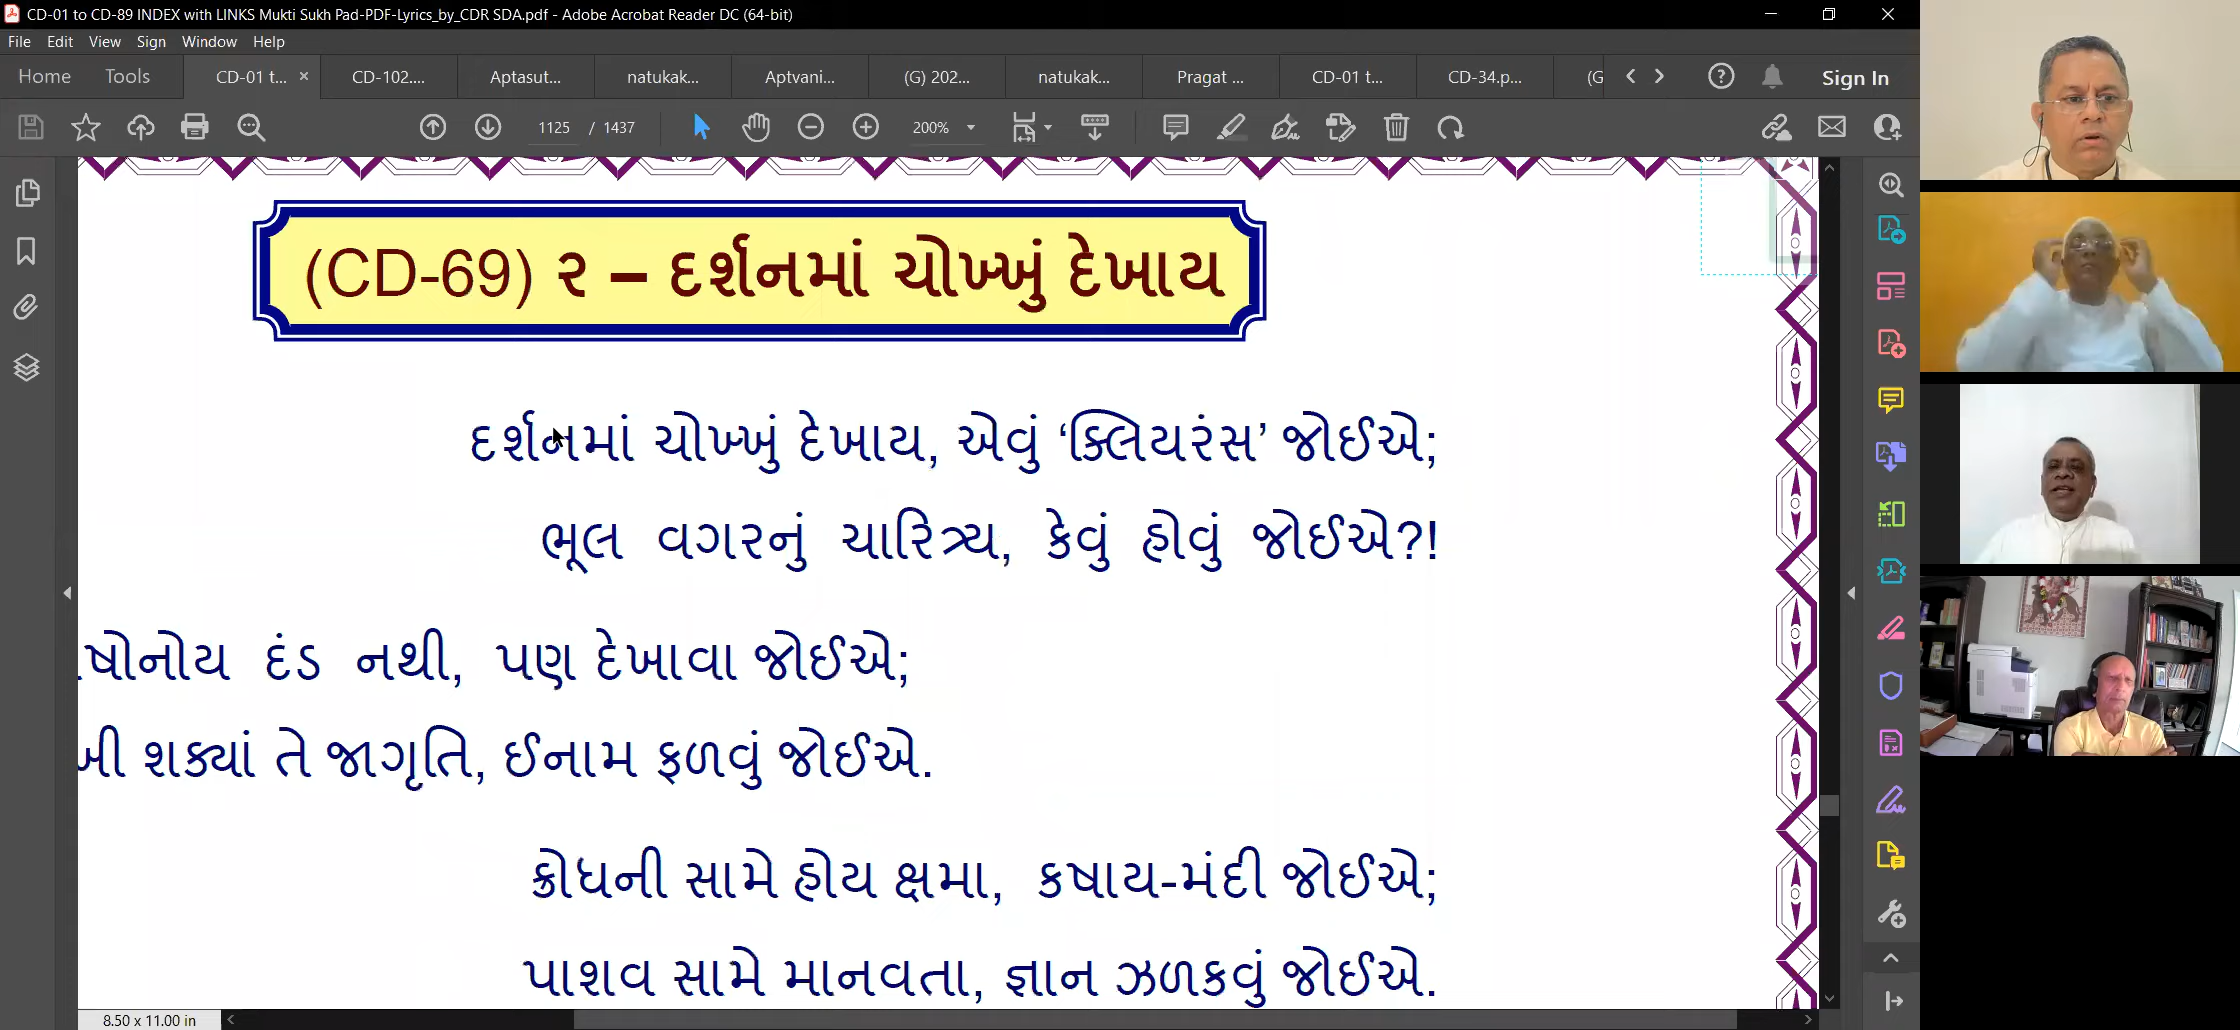 CD-01 to CD-89 INDEX with LINKS Mukti Sukh Pad-PDF-Lyrics_by_CDR SDA.pdf - Adobe Acrobat Reader DC (64-bit)
File Edit View Sign Window Help
Home Tools CD-01 t... × CD-102.... Aptasut... natukak... Aptvani... (G) 202... natukak... Pragat ... CD-01 t... CD-34.p... (G Sign In
1125 / 1437 200%
(CD-69) ૨ – દર્શનમાં ચોખ્ખું દેખાય
દર્શનમાં ચોખ્ખું દેખાય, એવું ‘ક્લિયરંસ’ જોઈએ;
ભૂલ વગરનું ચારિત્ર્ય, કેવું હોવું જોઈએ?!
ષોનોય દંડ નથી, પણ દેખાવા જોઈએ;
ખી શક્યાં તે જાગૃતિ, ઈનામ ફળવું જોઈએ.
ક્રોધની સામે હોય ક્ષમા, કષાય-મંદી જોઈએ;
પાશવ સામે માનવતા, જ્ઞાન ઝળકવું જોઈએ.
8.50 x 11.00 in